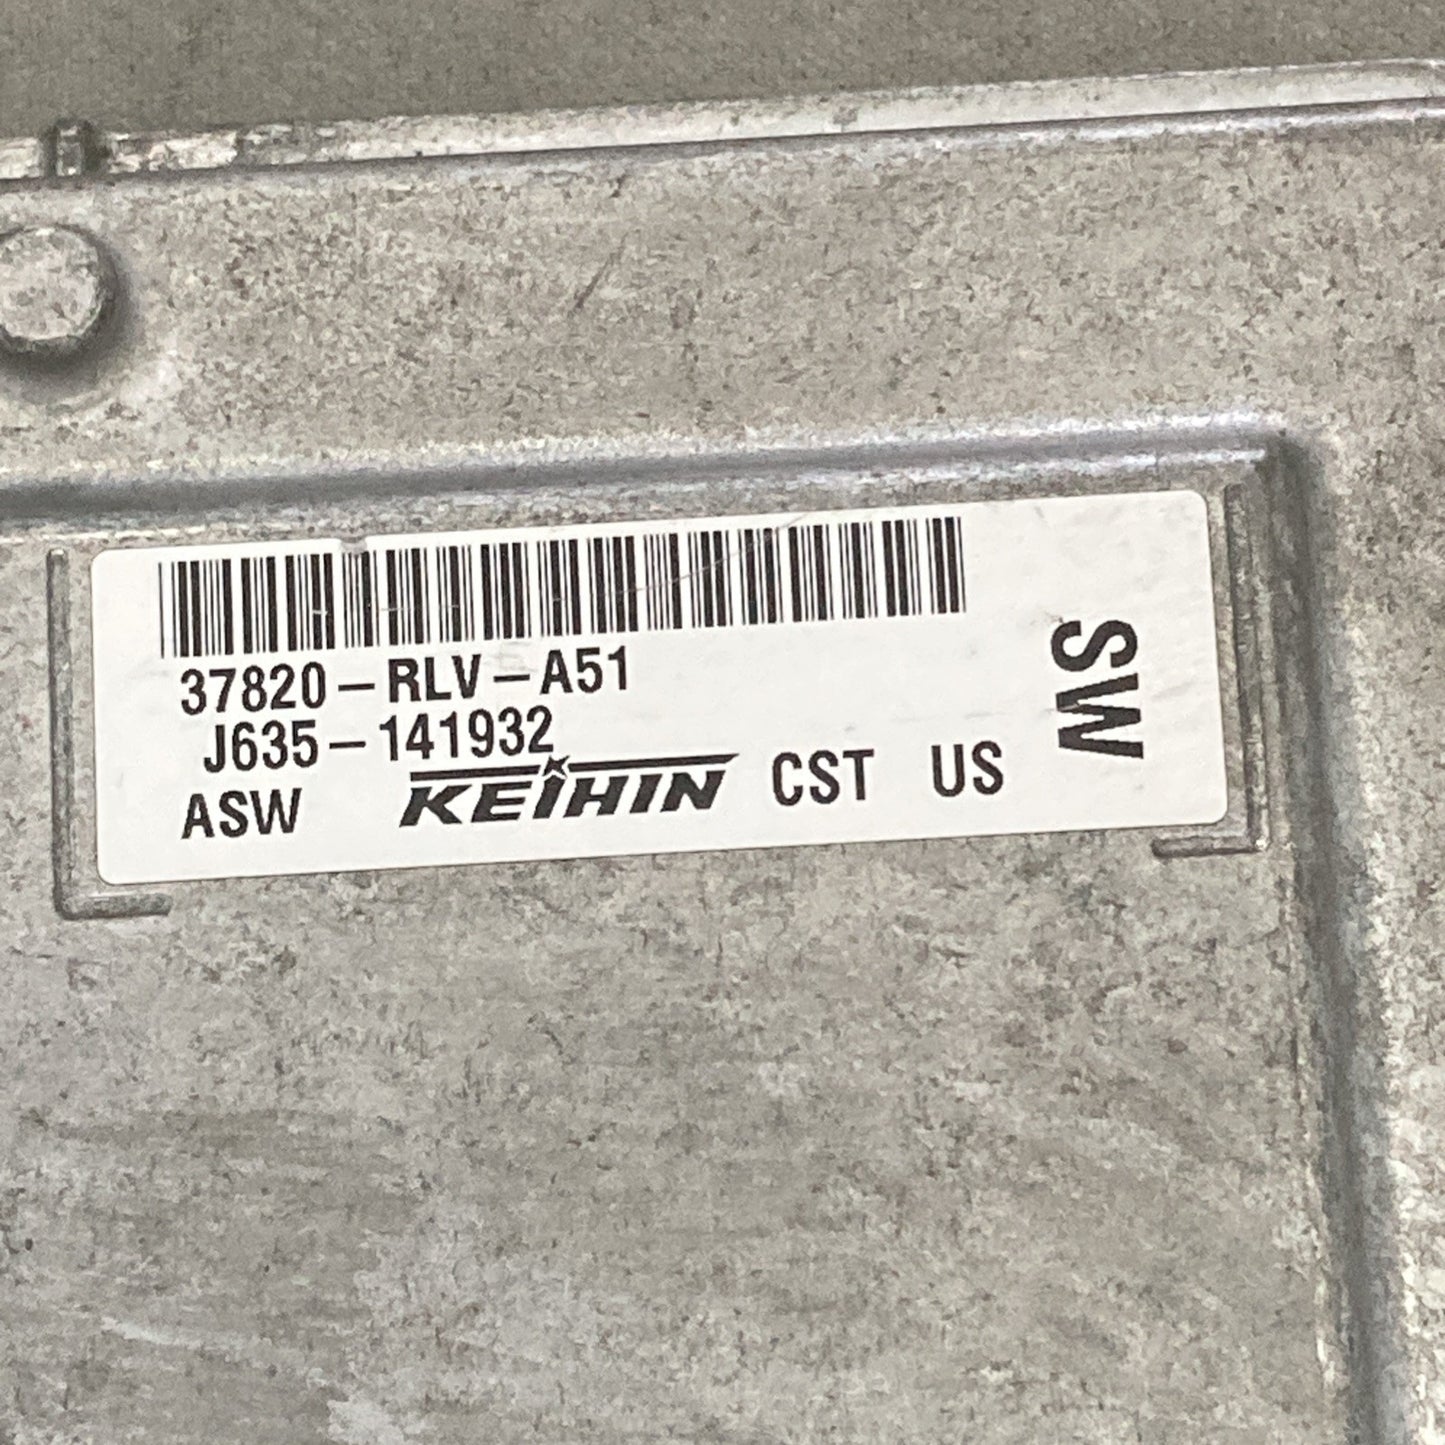 37820-RLV-A51
J635-141932
ASW KEIHIN CST US
SW